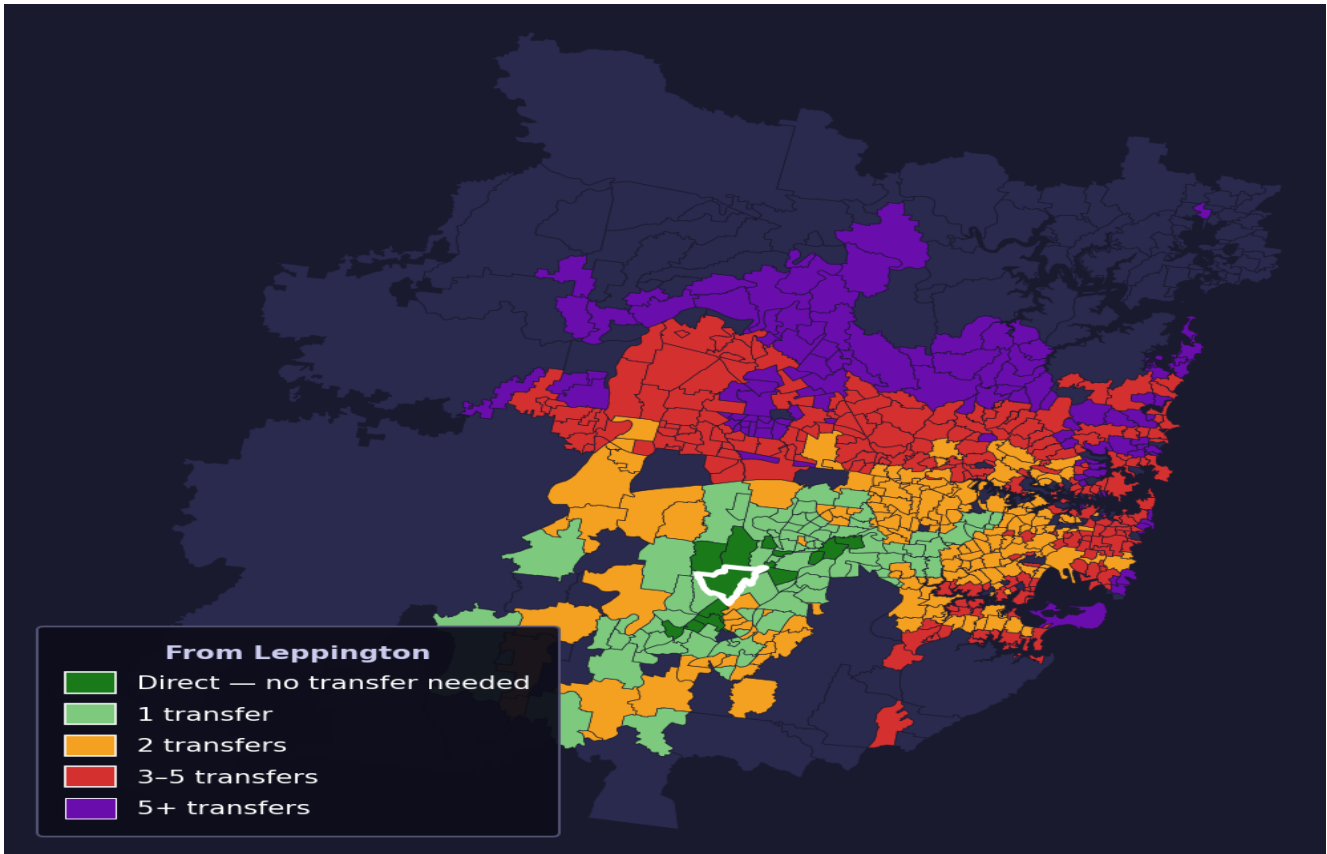 From Leppington
Direct — no transfer needed
1 transfer
2 transfers
3–5 transfers
5+ transfers